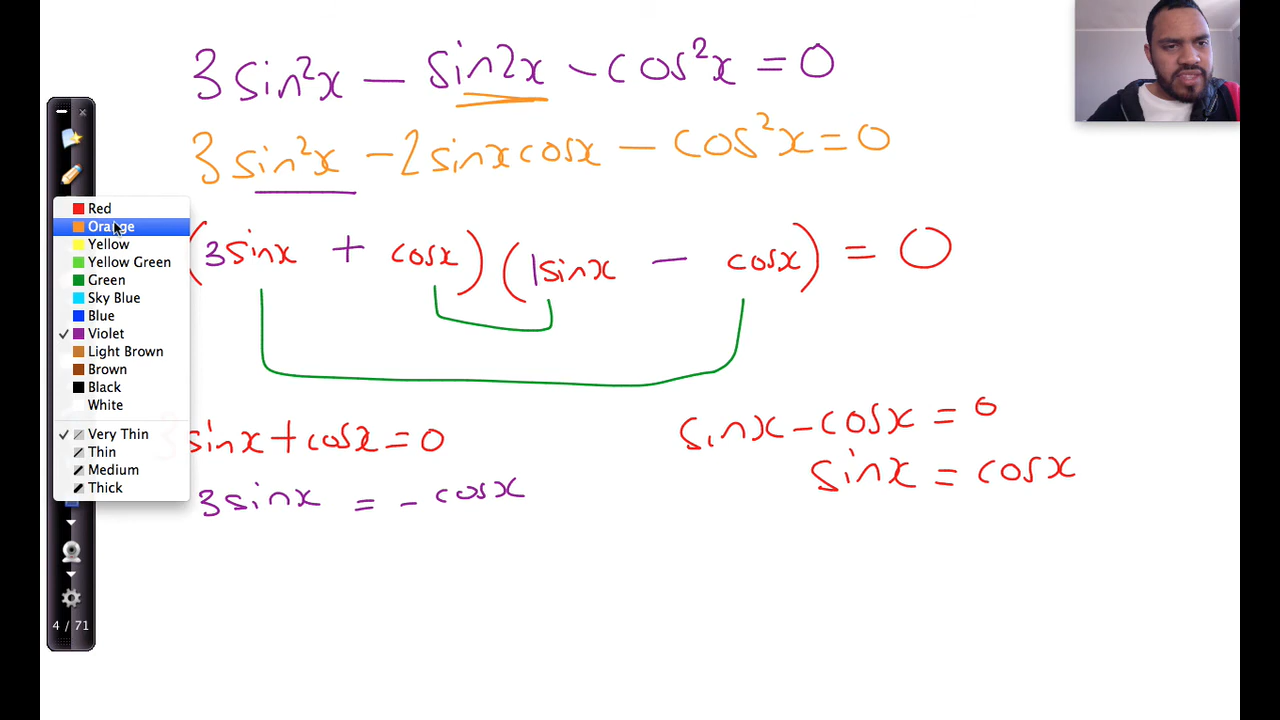 3sin²x − sin2x − cos²x = 0
3sin²x − 2sinxcosx − cos²x = 0
(3sinx + cosx)(1sinx − cosx) = 0
sinx + cosx = 0
3sinx = − cosx
sinx − cosx = 0
sinx = cosx
Red
Orange
Yellow
Yellow Green
Green
Sky Blue
Blue
✓ Violet
Light Brown
Brown
Black
White
✓ Very Thin
Thin
Medium
Thick
4 / 71